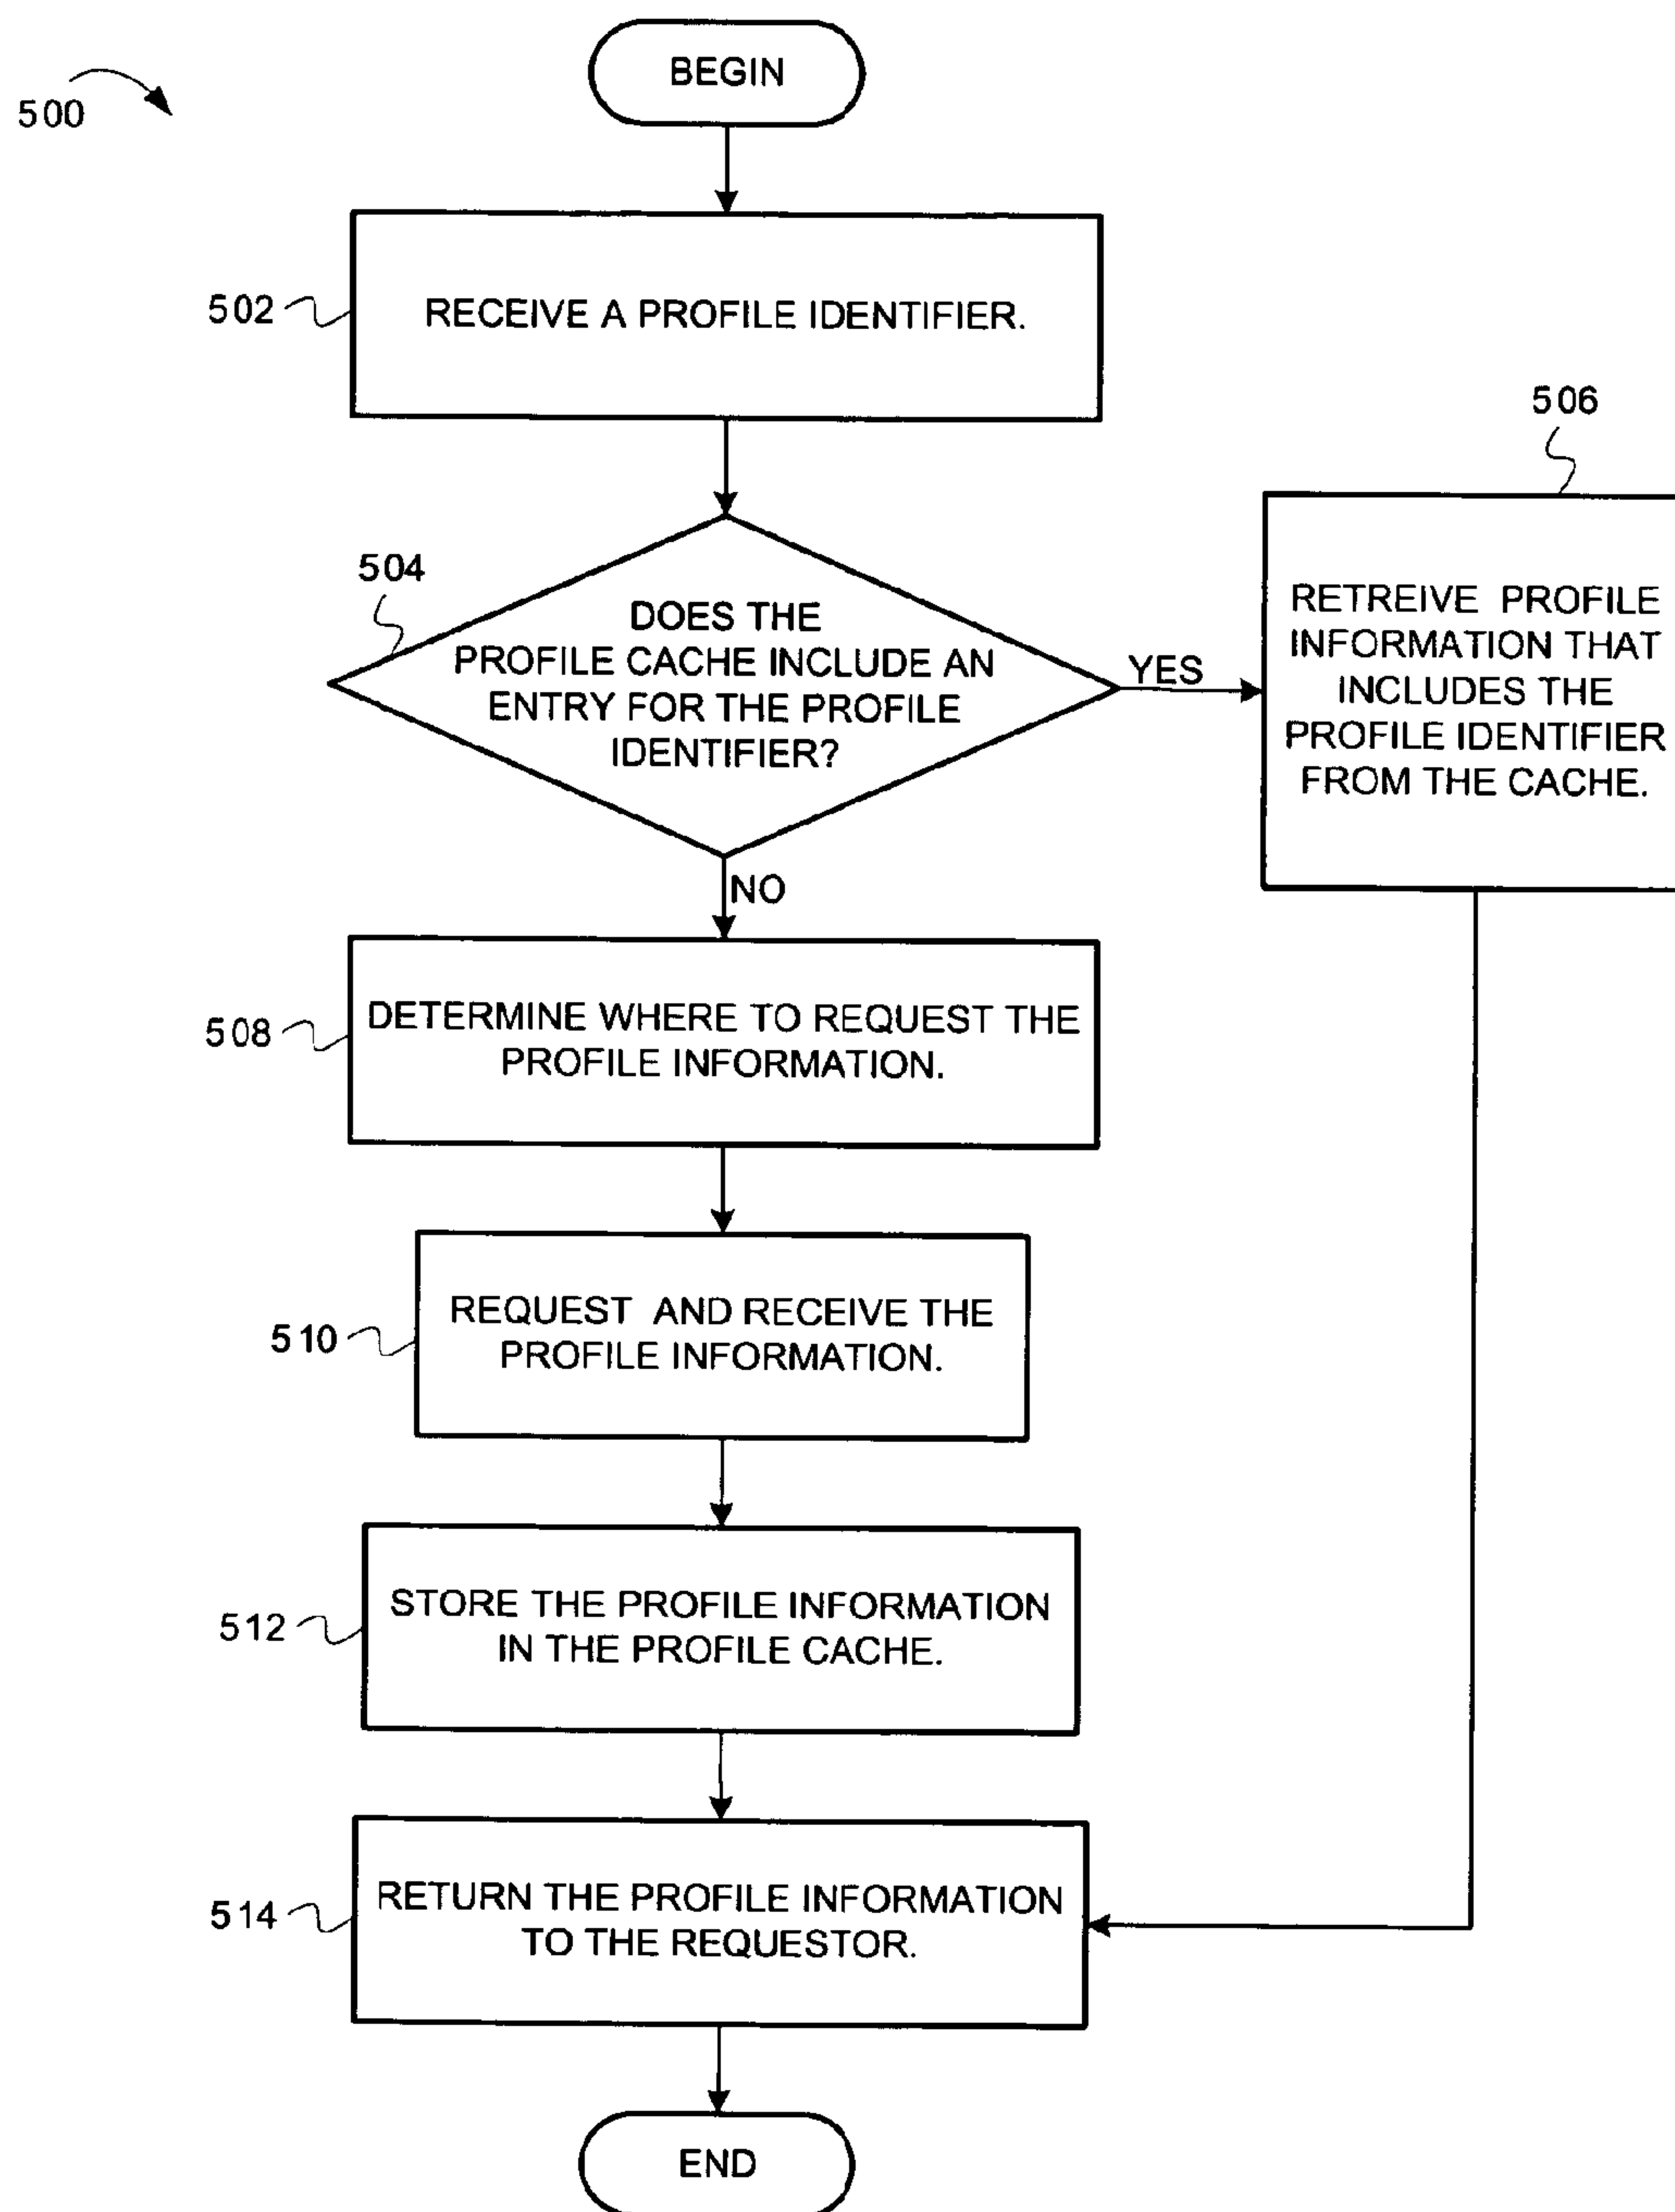 BEGIN
500
502
RECEIVE A PROFILE IDENTIFIER.
504
DOES THE
PROFILE CACHE INCLUDE AN
ENTRY FOR THE PROFILE
IDENTIFIER?
YES
506
RETREIVE PROFILE
INFORMATION THAT
INCLUDES THE
PROFILE IDENTIFIER
FROM THE CACHE.
NO
508
DETERMINE WHERE TO REQUEST THE
PROFILE INFORMATION.
510
REQUEST AND RECEIVE THE
PROFILE INFORMATION.
512
STORE THE PROFILE INFORMATION
IN THE PROFILE CACHE.
514
RETURN THE PROFILE INFORMATION
TO THE REQUESTOR.
END